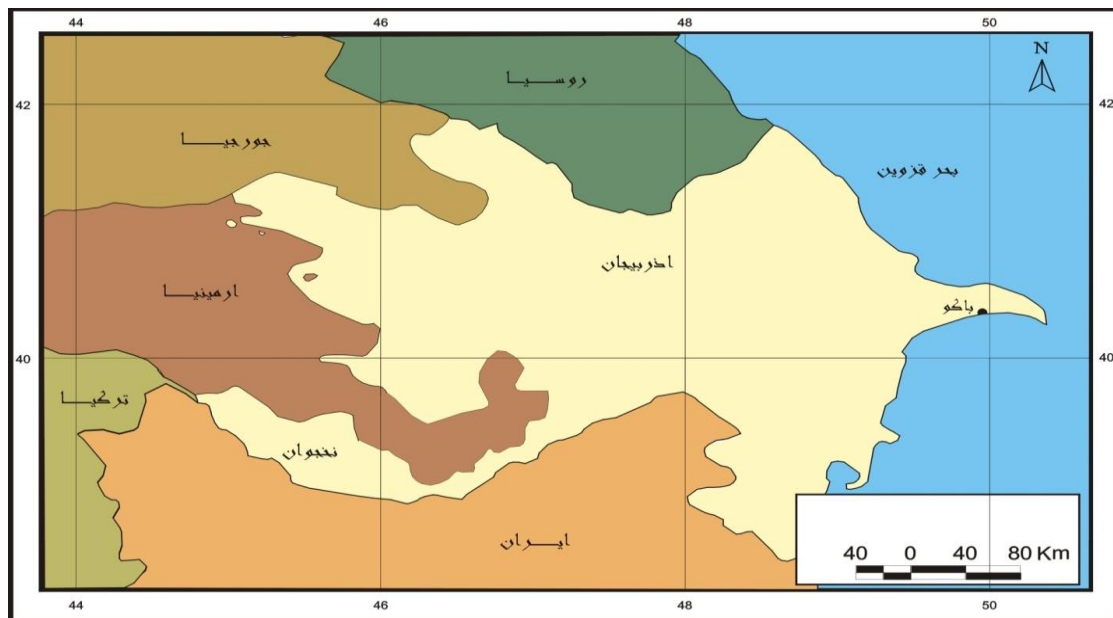 44 46 48 50
N
روسيا
42 42
جورجيا
بحر قزوين
اذربيجان
ارمينيا
باكو
40 40
تركيا
نخجوان
ايران
40 0 40 80 Km
44 46 48 50